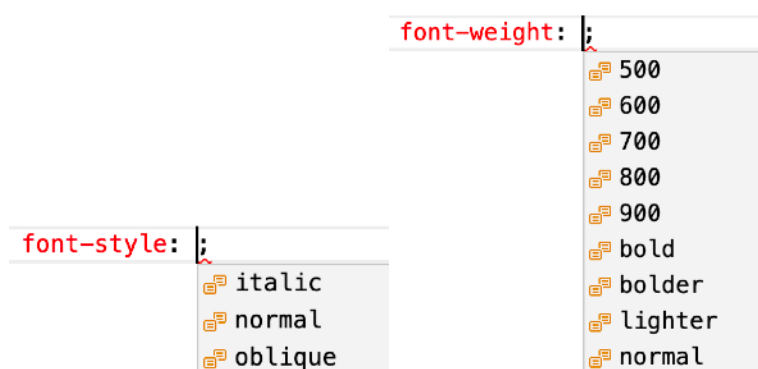 font-style: ;
italic
normal
oblique
font-weight: ;
500
600
700
800
900
bold
bolder
lighter
normal